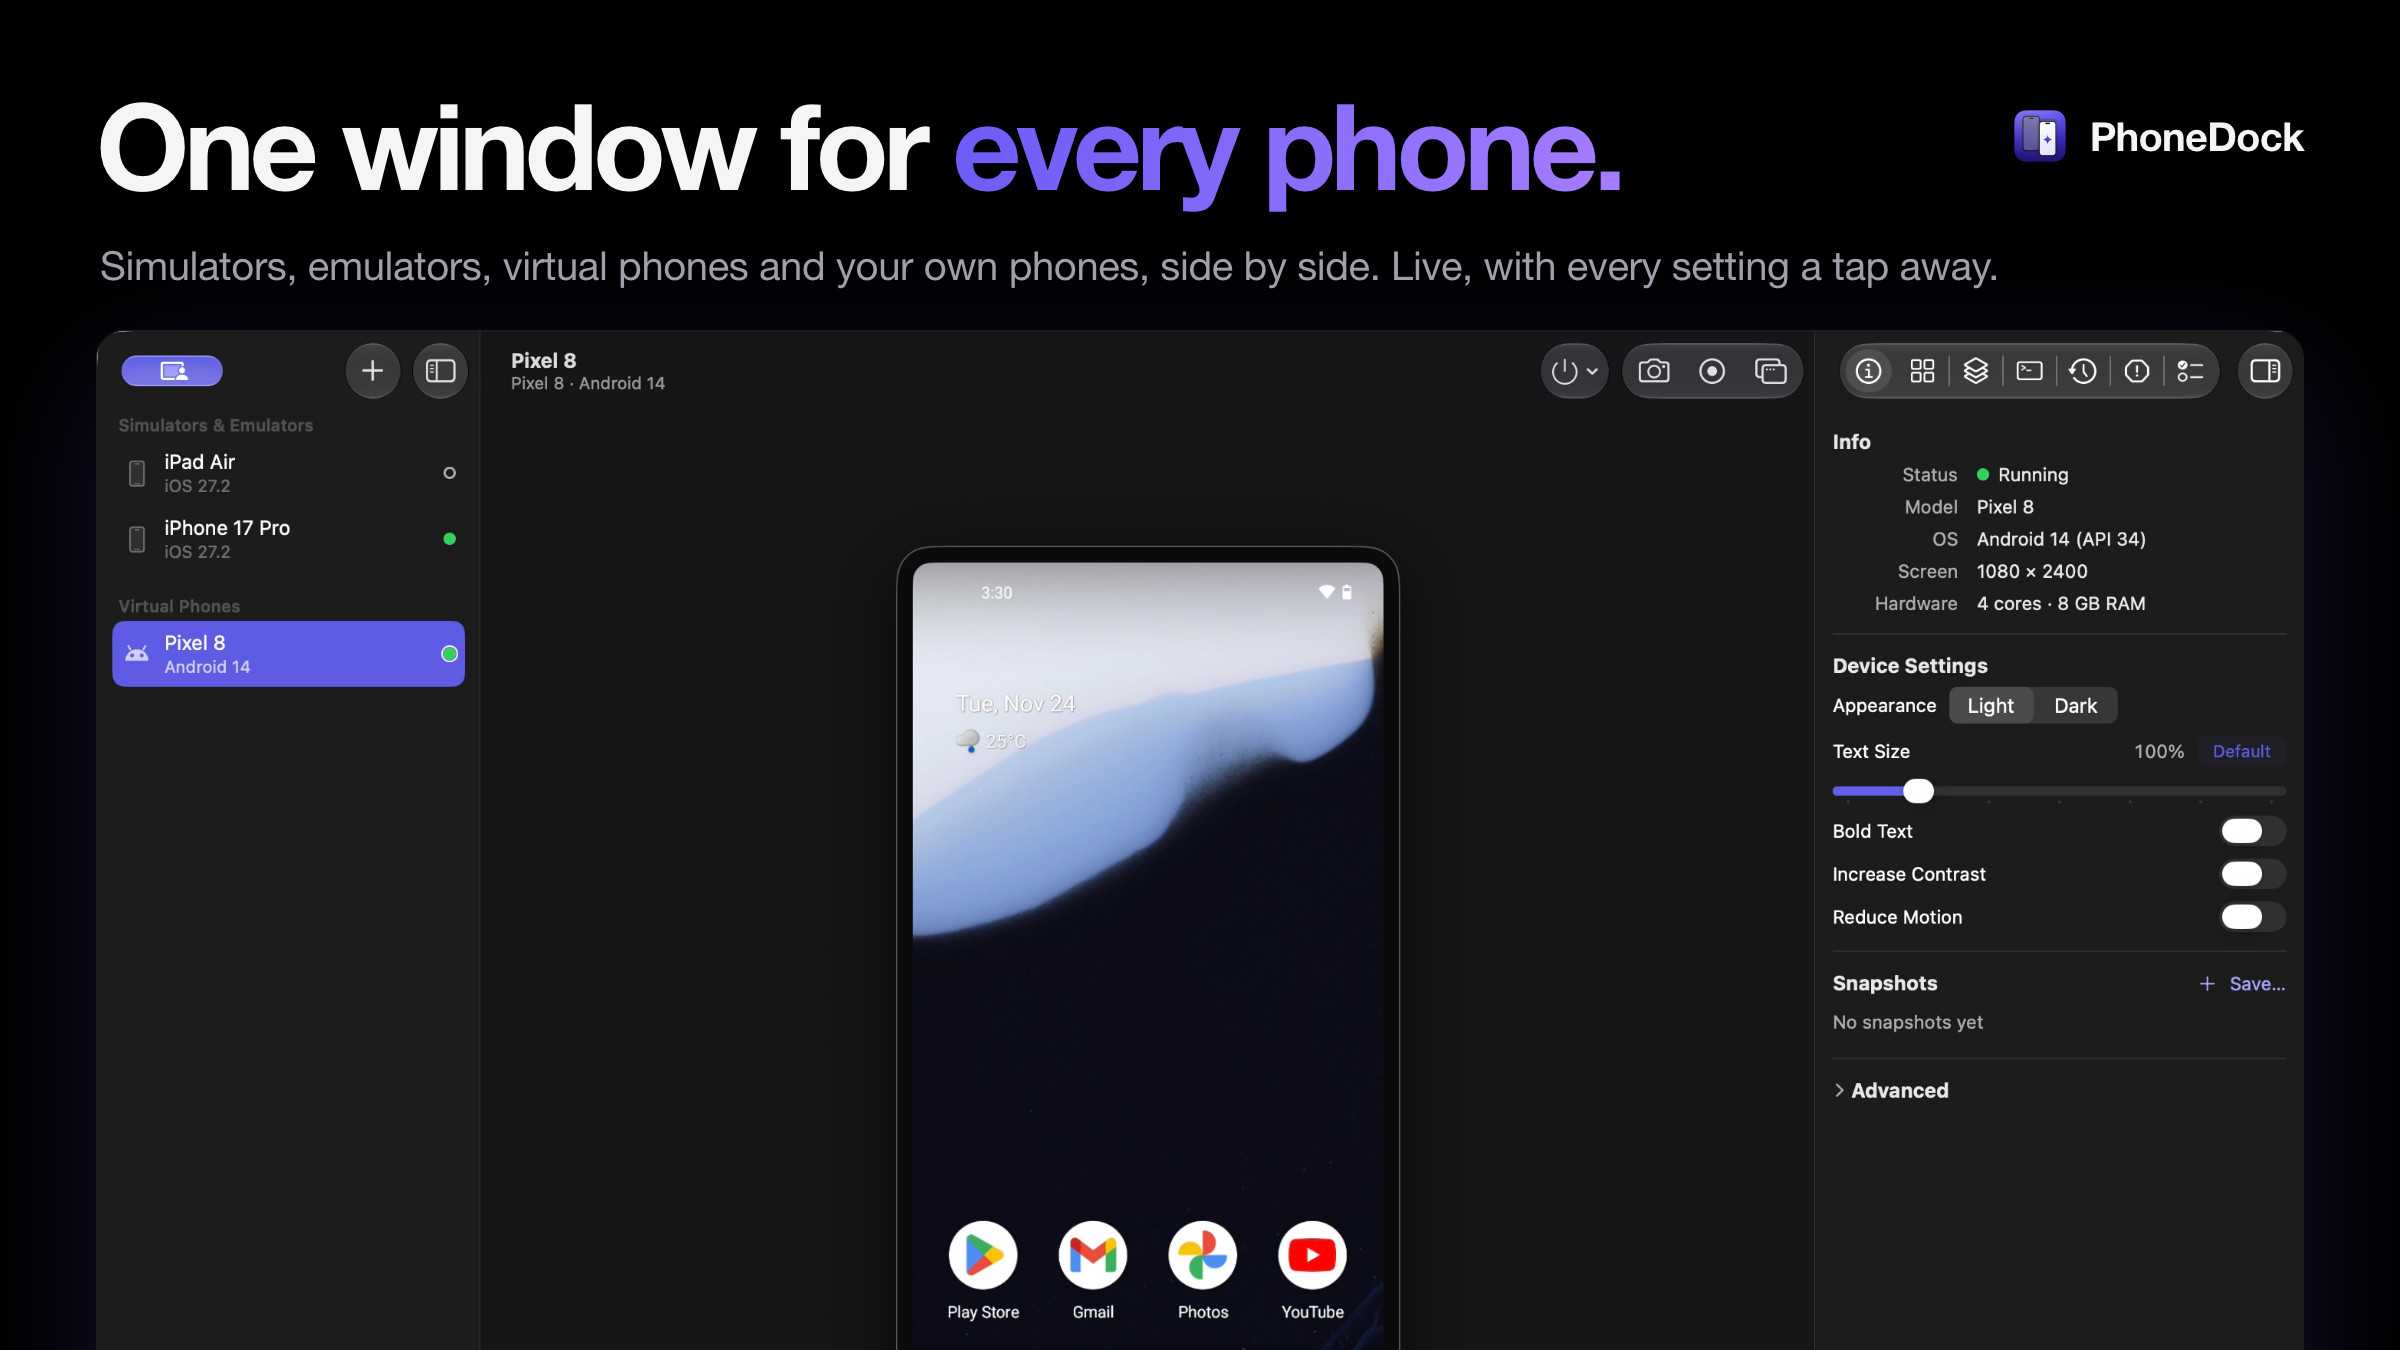 One window for every phone.
PhoneDock
Simulators, emulators, virtual phones and your own phones, side by side. Live, with every setting a tap away.
Simulators & Emulators
iPad Air
iOS 27.2
iPhone 17 Pro
iOS 27.2
Virtual Phones
Pixel 8
Android 14
Pixel 8
Pixel 8 · Android 14
3:30
Tue, Nov 24
25°C
Play Store
Gmail
Photos
YouTube
Info
Status Running
Model Pixel 8
OS Android 14 (API 34)
Screen 1080 × 2400
Hardware 4 cores · 8 GB RAM
Device Settings
Appearance Light Dark
Text Size 100% Default
Bold Text
Increase Contrast
Reduce Motion
Snapshots + Save...
No snapshots yet
Advanced